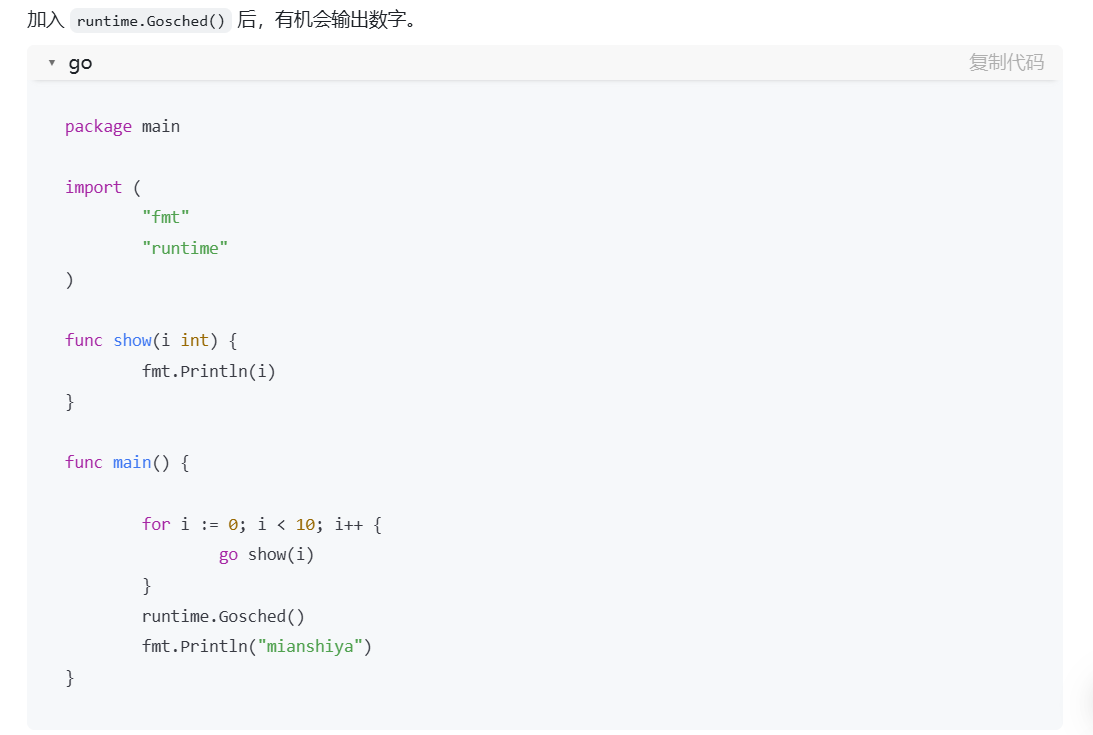 加入 runtime.Gosched() 后，有机会输出数字。
▼ go 复制代码
package main
import (
"fmt"
"runtime"
)
func show(i int) {
fmt.Println(i)
}
func main() {
for i := 0; i < 10; i++ {
go show(i)
}
runtime.Gosched()
fmt.Println("mianshiya")
}